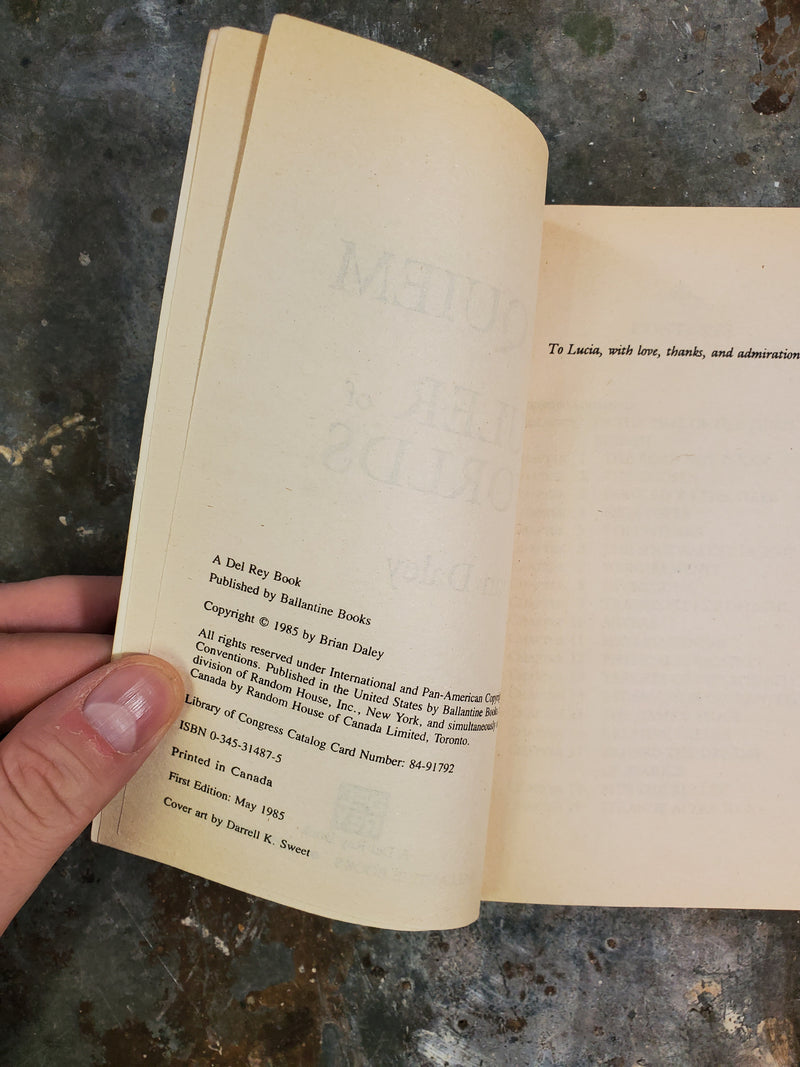 A Del Rey Book
Published by Ballantine Books
Copyright © 1985 by Brian Daley
All rights reserved under International and Pan-American
Conventions. Published in the United States by Ballantine
division of Random House, Inc., New York, and simultaneously
Canada by Random House of Canada Limited, Toronto.
Library of Congress Catalog Card Number: 84-91792
ISBN 0-345-31487-5
Printed in Canada
First Edition: May 1985
Cover art by Darrell K. Sweet
To Lucia, with love, thanks, and admiration